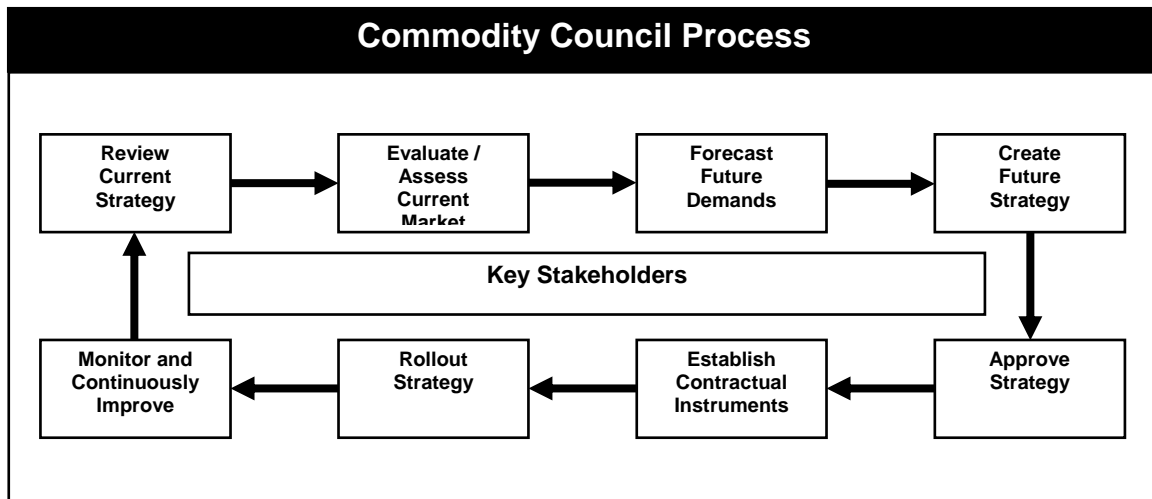 Commodity Council Process
Review
Current
Strategy
Evaluate /
Assess
Current
Market
Forecast
Future
Demands
Create
Future
Strategy
Key Stakeholders
Monitor and
Continuously
Improve
Rollout
Strategy
Establish
Contractual
Instruments
Approve
Strategy